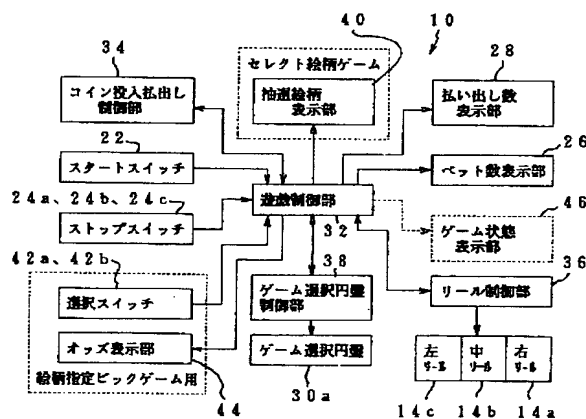 34
コイン投入払出し
制御部
22
スタートスイッチ
24a、24b、24c
ストップスイッチ
42a、42b
選択スイッチ
オッズ表示部
絵柄指定ビックゲーム用
44
40
セレクト絵柄ゲーム
抽選絵柄
表示部
遊戯制御部
32
38
ゲーム選択円盤
制御部
ゲーム選択円盤
30a
10
28
払い出し数
表示部
26
ベット数表示部
46
ゲーム状態
表示部
36
リール制御部
左
リール
中
リール
右
リール
14c
14b
14a